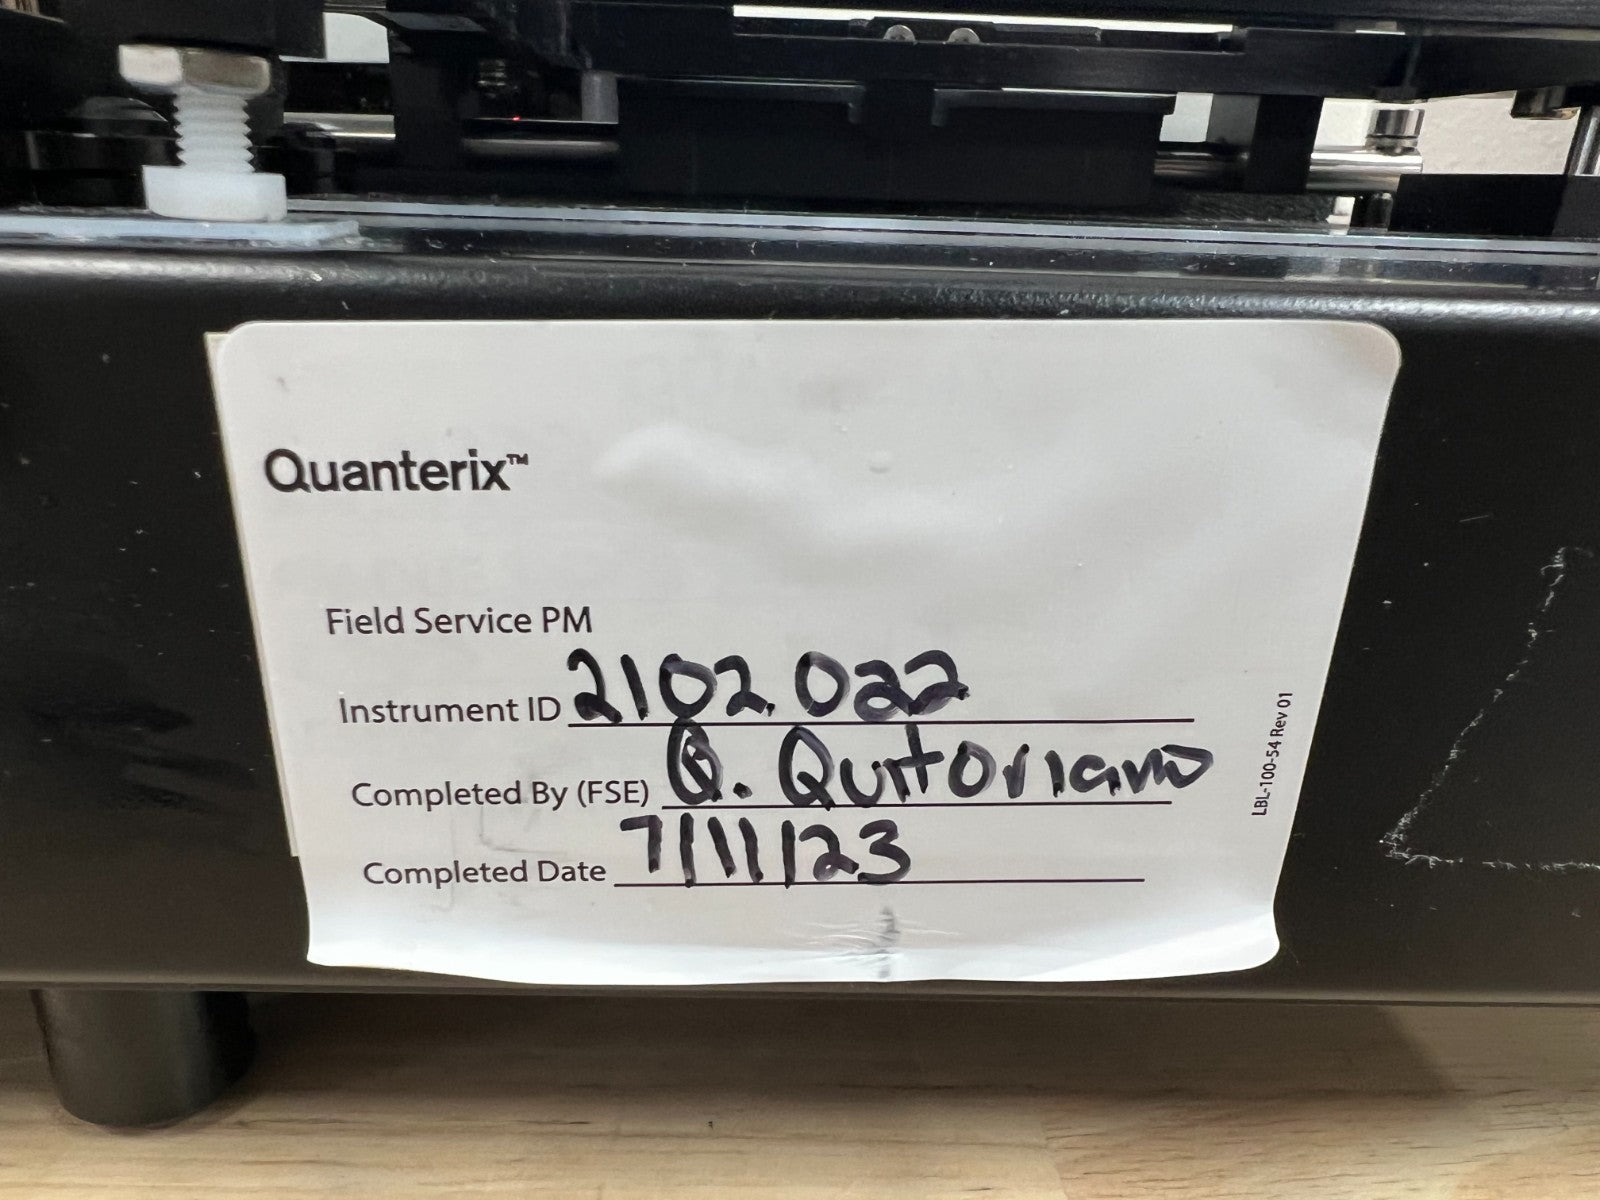 Quanterix™
Field Service PM
Instrument ID 2102.022
Completed By (FSE) Q. Quitoriano
Completed Date 7/11/23
LBL-100-54 Rev 01